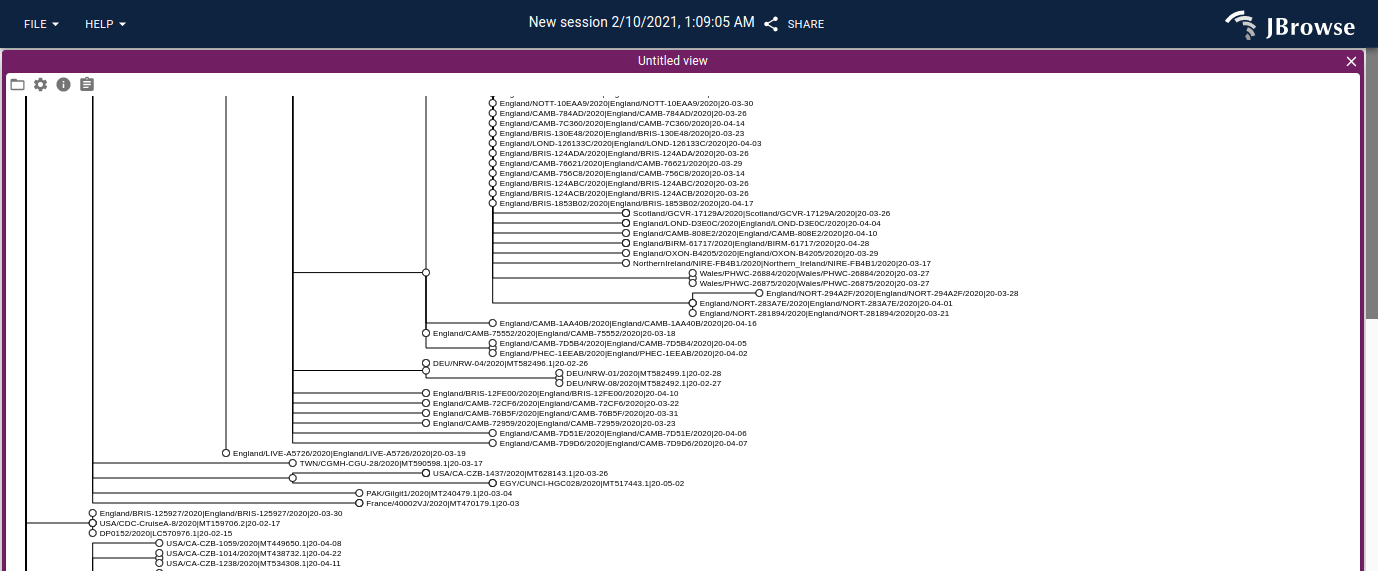 FILE HELP New session 2/10/2021, 1:09:05 AM SHARE JBrowse
Untitled view
England/NOTT-10EAA9/2020|England/NOTT-10EAA9/2020|20-03-30
England/CAMB-784AD/2020|England/CAMB-784AD/2020|20-03-26
England/CAMB-7C360/2020|England/CAMB-7C360/2020|20-04-14
England/BRIS-130E48/2020|England/BRIS-130E48/2020|20-03-23
England/LOND-126133C/2020|England/LOND-126133C/2020|20-04-03
England/BRIS-124ADA/2020|England/BRIS-124ADA/2020|20-03-26
England/CAMB-76621/2020|England/CAMB-76621/2020|20-03-29
England/CAMB-756C8/2020|England/CAMB-756C8/2020|20-03-14
England/BRIS-124ABC/2020|England/BRIS-124ABC/2020|20-03-26
England/BRIS-124ACB/2020|England/BRIS-124ACB/2020|20-03-26
England/BRIS-1853B02/2020|England/BRIS-1853B02/2020|20-04-17
Scotland/GCVR-17129A/2020|Scotland/GCVR-17129A/2020|20-03-26
England/LOND-D3E0C/2020|England/LOND-D3E0C/2020|20-04-04
England/CAMB-808E2/2020|England/CAMB-808E2/2020|20-04-10
England/BIRM-61717/2020|England/BIRM-61717/2020|20-04-28
England/OXON-B4205/2020|England/OXON-B4205/2020|20-03-29
NorthernIreland/NIRE-FB4B1/2020|Northern_Ireland/NIRE-FB4B1/2020|20-03-17
Wales/PHWC-26884/2020|Wales/PHWC-26884/2020|20-03-27
Wales/PHWC-26875/2020|Wales/PHWC-26875/2020|20-03-27
England/NORT-294A2F/2020|England/NORT-294A2F/2020|20-03-28
England/NORT-283A7E/2020|England/NORT-283A7E/2020|20-04-01
England/NORT-281894/2020|England/NORT-281894/2020|20-03-21
England/CAMB-1AA40B/2020|England/CAMB-1AA40B/2020|20-04-16
England/CAMB-75552/2020|England/CAMB-75552/2020|20-03-18
England/CAMB-7D5B4/2020|England/CAMB-7D5B4/2020|20-04-05
England/PHEC-1EEAB/2020|England/PHEC-1EEAB/2020|20-04-02
DEU/NRW-04/2020|MT582496.1|20-02-26
DEU/NRW-01/2020|MT582499.1|20-02-28
DEU/NRW-08/2020|MT582492.1|20-02-27
England/BRIS-12FE00/2020|England/BRIS-12FE00/2020|20-04-10
England/CAMB-72CF6/2020|England/CAMB-72CF6/2020|20-03-22
England/CAMB-76B5F/2020|England/CAMB-76B5F/2020|20-03-31
England/CAMB-72959/2020|England/CAMB-72959/2020|20-03-23
England/CAMB-7D51E/2020|England/CAMB-7D51E/2020|20-04-06
England/CAMB-7D9D6/2020|England/CAMB-7D9D6/2020|20-04-07
England/LIVE-A5726/2020|England/LIVE-A5726/2020|20-03-19
TWN/CGMH-CGU-28/2020|MT590598.1|20-03-17
USA/CA-CZB-1437/2020|MT628143.1|20-03-26
EGY/CUNCI-HGC028/2020|MT517443.1|20-05-02
PAK/Gilgit1/2020|MT240479.1|20-03-04
France/40002VJ/2020|MT470179.1|20-03
England/BRIS-125927/2020|England/BRIS-125927/2020|20-03-30
USA/CDC-CruiseA-8/2020|MT159706.2|20-02-17
DP0152/2020|LC570976.1|20-02-15
USA/CA-CZB-1059/2020|MT449650.1|20-04-08
USA/CA-CZB-1014/2020|MT438732.1|20-04-22
USA/CA-CZB-1238/2020|MT534308.1|20-04-11